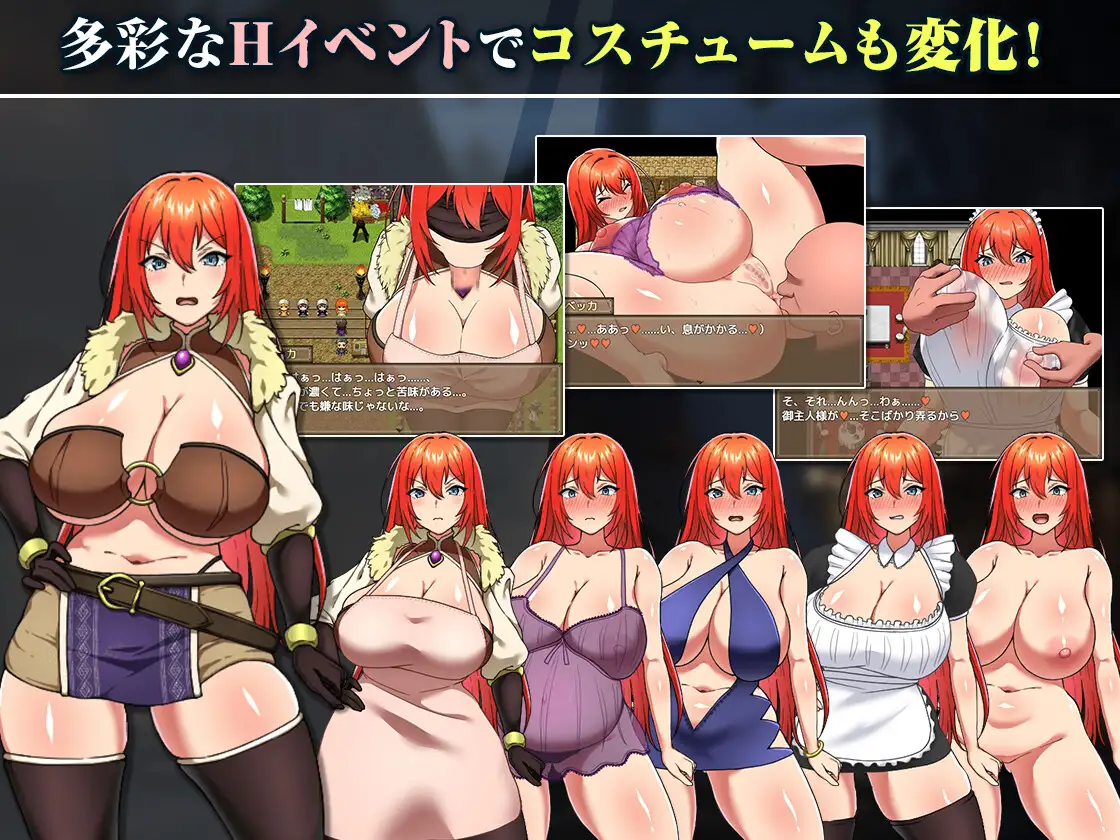 多彩なHイベントでコスチュームも変化!
カ
ぁっ…はぁっ…はぁっ……、
が濃くて…ちょっと苦味がある…。
でも嫌な味じゃないな…。
ベッカ
…♥…ああっ♥……い、息がかかる…♥）
ンッ♥♥
そ、それ…んんっ…わぁ……♥
御主人様が♥…そこばかり弄るから♥